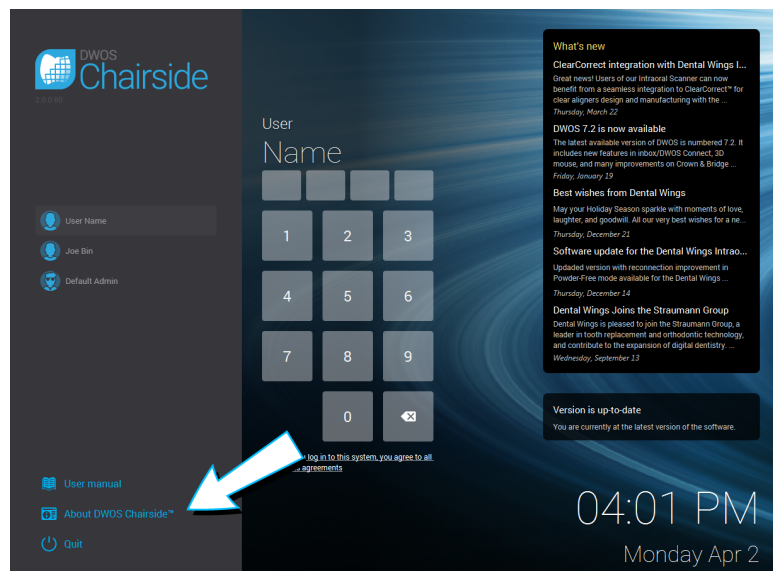 DWOS
Chairside
2.0.0.90
User Name
Joe Bin
Default Admin
User manual
About DWOS Chairside™
Quit
User
Name
1 2 3
4 5 6
7 8 9
0
log in to this system, you agree to all
agreements
What's new
ClearCorrect integration with Dental Wings I...
Great news! Users of our Intraoral Scanner can now
benefit from a seamless integration to ClearCorrect™ for
clear aligners design and manufacturing with the ...
Thursday, March 22
DWOS 7.2 is now available
The latest available version of DWOS is numbered 7.2. It
includes new features in inbox/DWOS Connect, 3D
mouse, and many improvements on Crown & Bridge ...
Friday, January 19
Best wishes from Dental Wings
May your Holiday Season sparkle with moments of love,
laughter, and goodwill. All our very best wishes for a ne...
Thursday, December 21
Software update for the Dental Wings Intrao...
Updaded version with reconnection improvement in
Powder-Free mode available for the Dental Wings ...
Thursday, December 14
Dental Wings Joins the Straumann Group
Dental Wings is pleased to join the Straumann Group, a
leader in tooth replacement and orthodontic technology,
and contribute to the expansion of digital dentistry. ...
Wednesday, September 13
Version is up-to-date
You are currently at the latest version of the software.
04:01 PM
Monday Apr 2